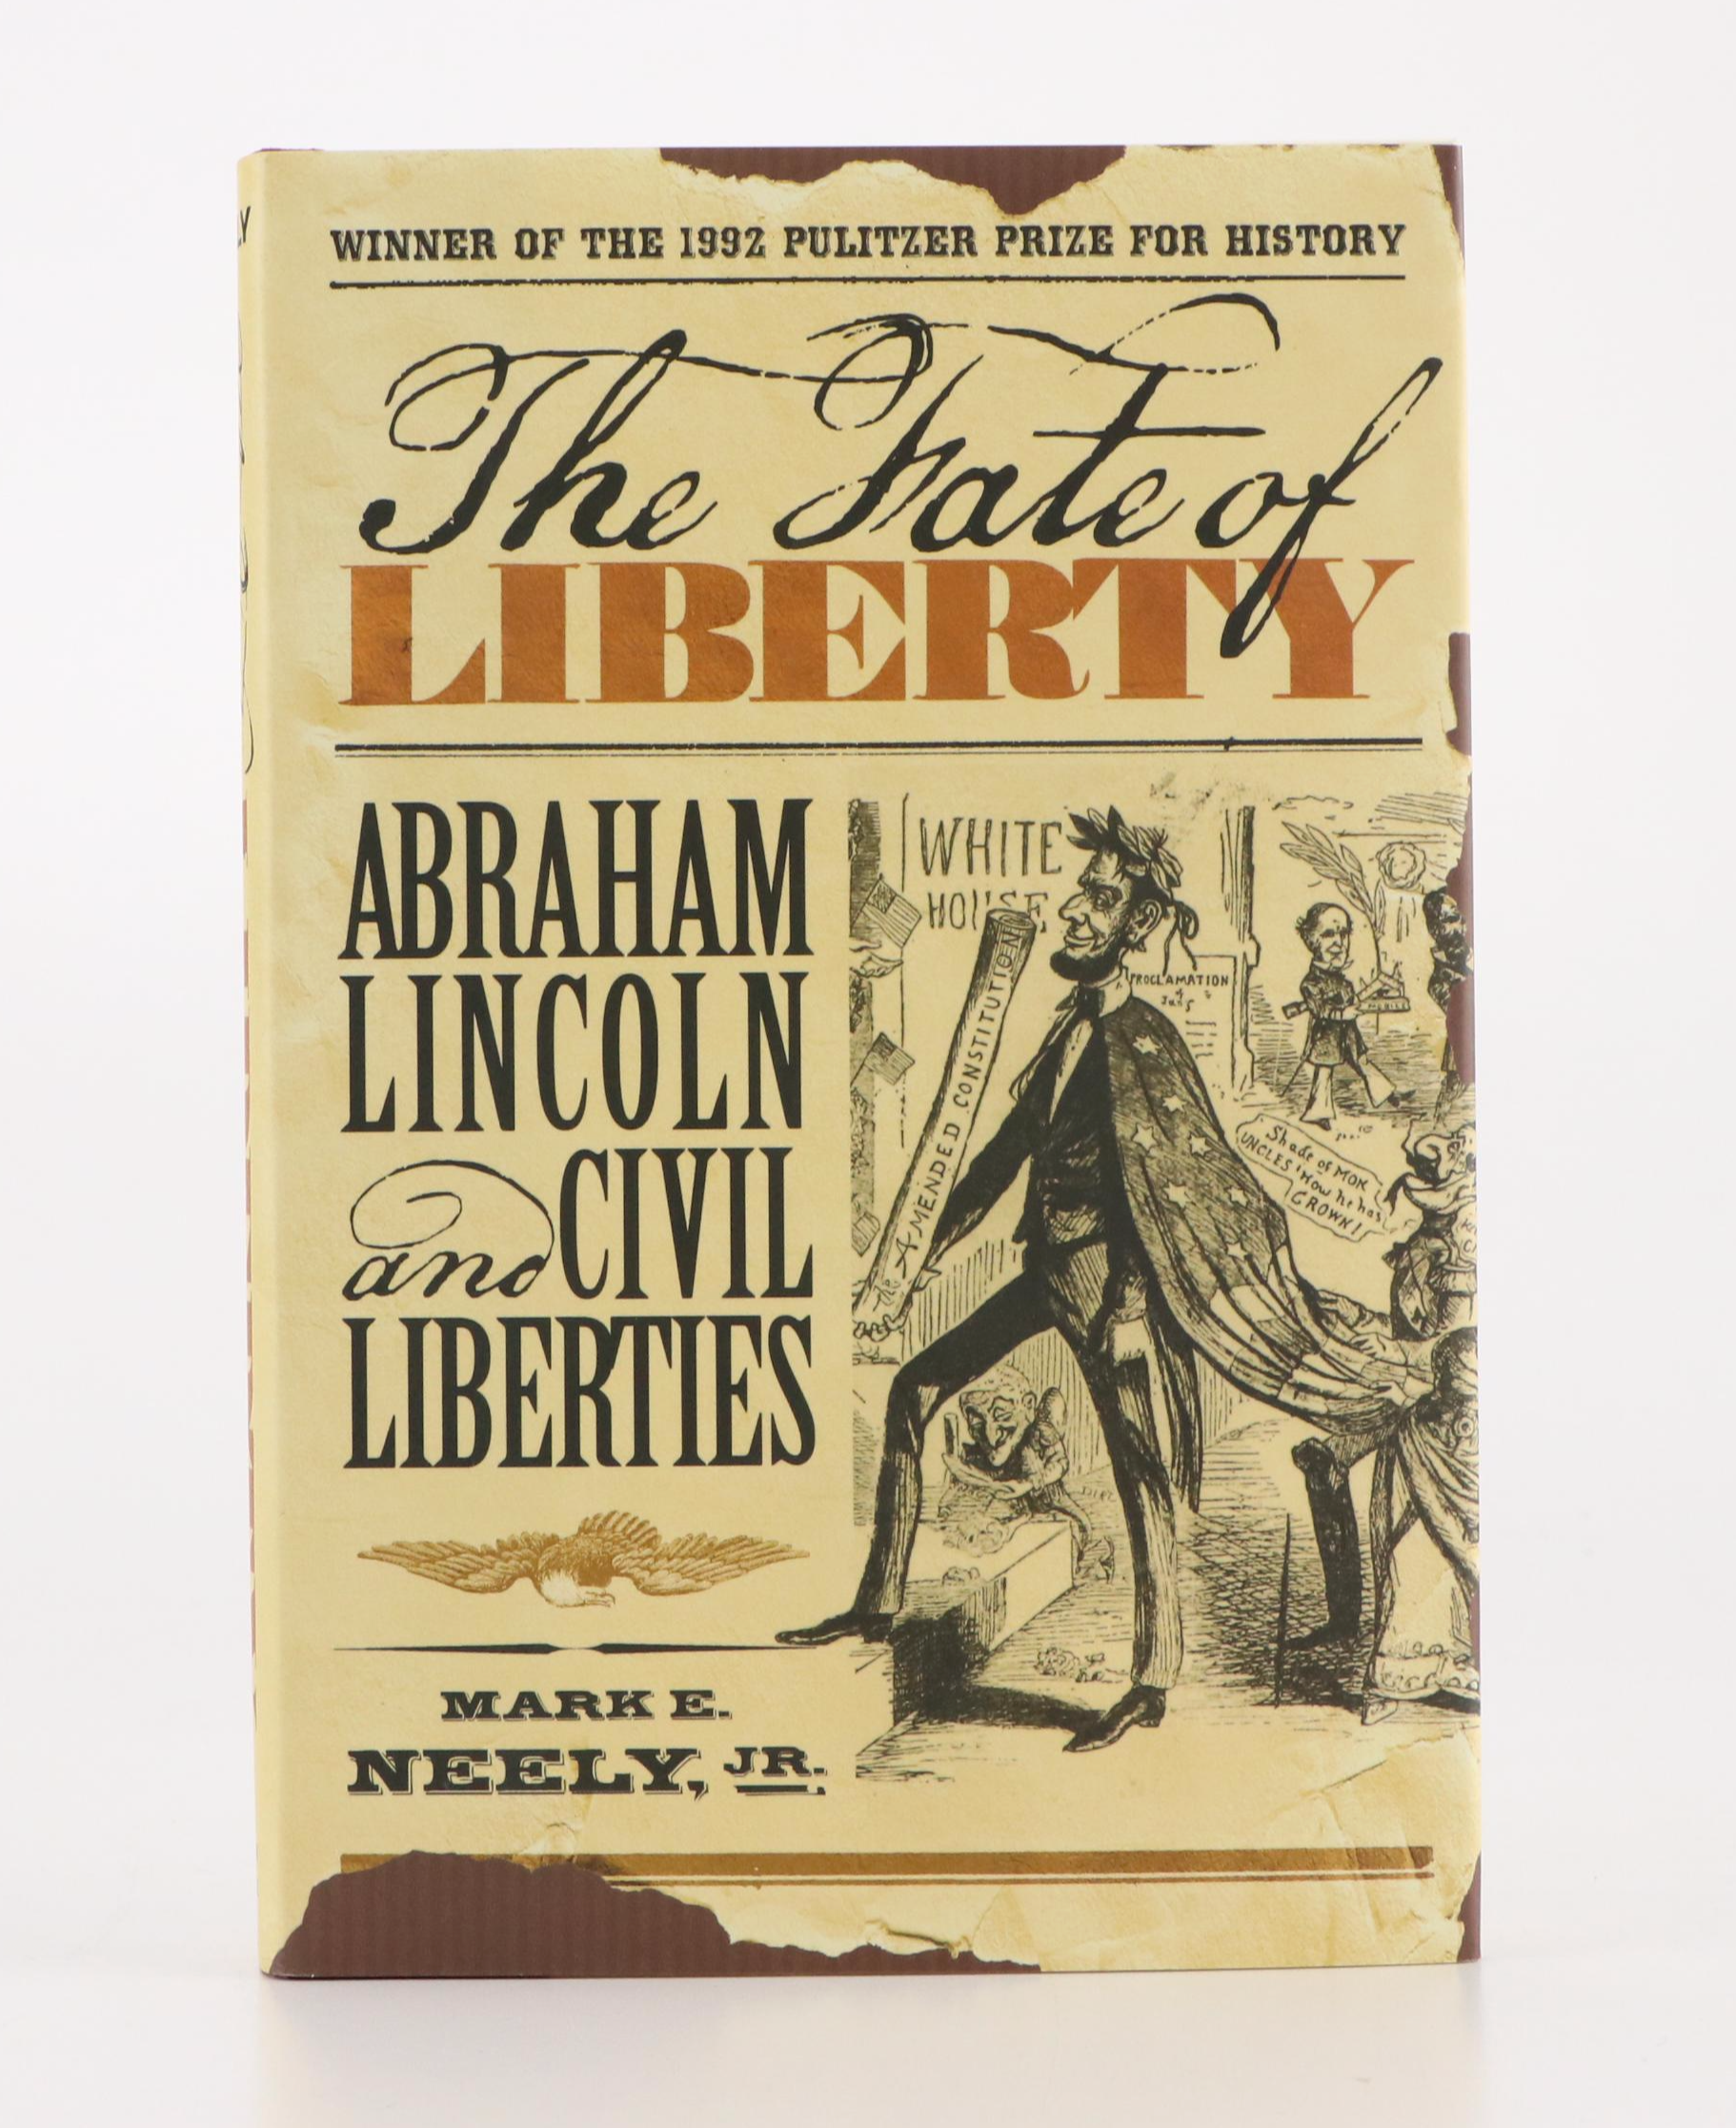 WINNER OF THE 1992 PULITZER PRIZE FOR HISTORY
The Fate of
LIBERTY
ABRAHAM
LINCOLN
and CIVIL
LIBERTIES
MARK E.
NEELY, JR.
WHITE
HOUSE
AMENDED CONSTITUTION
PROCLAMATION
Shade of MOK
UNCLES 'How he has
GROWN!